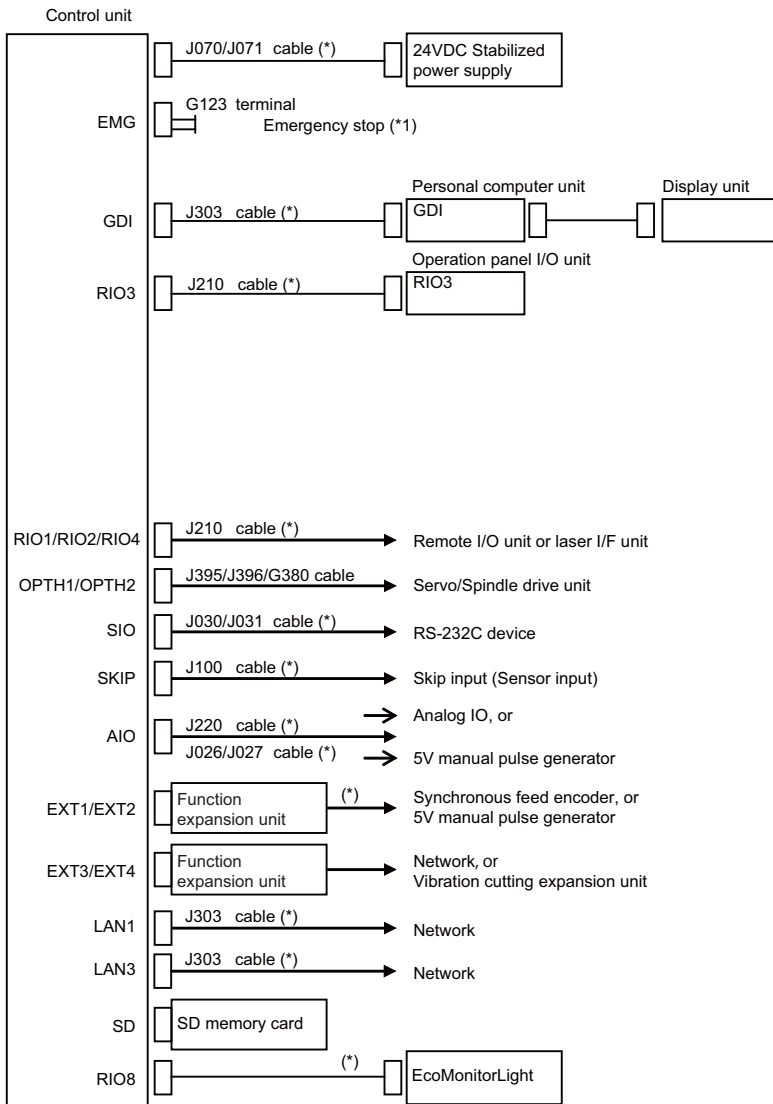 Control unit
J070/J071 cable (*)
24VDC Stabilized
power supply
EMG
G123 terminal
Emergency stop (*1)
Personal computer unit
Display unit
GDI
J303 cable (*)
GDI
Operation panel I/O unit
RIO3
J210 cable (*)
RIO3
RIO1/RIO2/RIO4
J210 cable (*)
Remote I/O unit or laser I/F unit
OPTH1/OPTH2
J395/J396/G380 cable
Servo/Spindle drive unit
SIO
J030/J031 cable (*)
RS-232C device
SKIP
J100 cable (*)
Skip input (Sensor input)
AIO
J220 cable (*)
Analog IO, or
J026/J027 cable (*)
5V manual pulse generator
EXT1/EXT2
Function
expansion unit
(*)
Synchronous feed encoder, or
5V manual pulse generator
EXT3/EXT4
Function
expansion unit
Network, or
Vibration cutting expansion unit
LAN1
J303 cable (*)
Network
LAN3
J303 cable (*)
Network
SD
SD memory card
RIO8
(*)
EcoMonitorLight